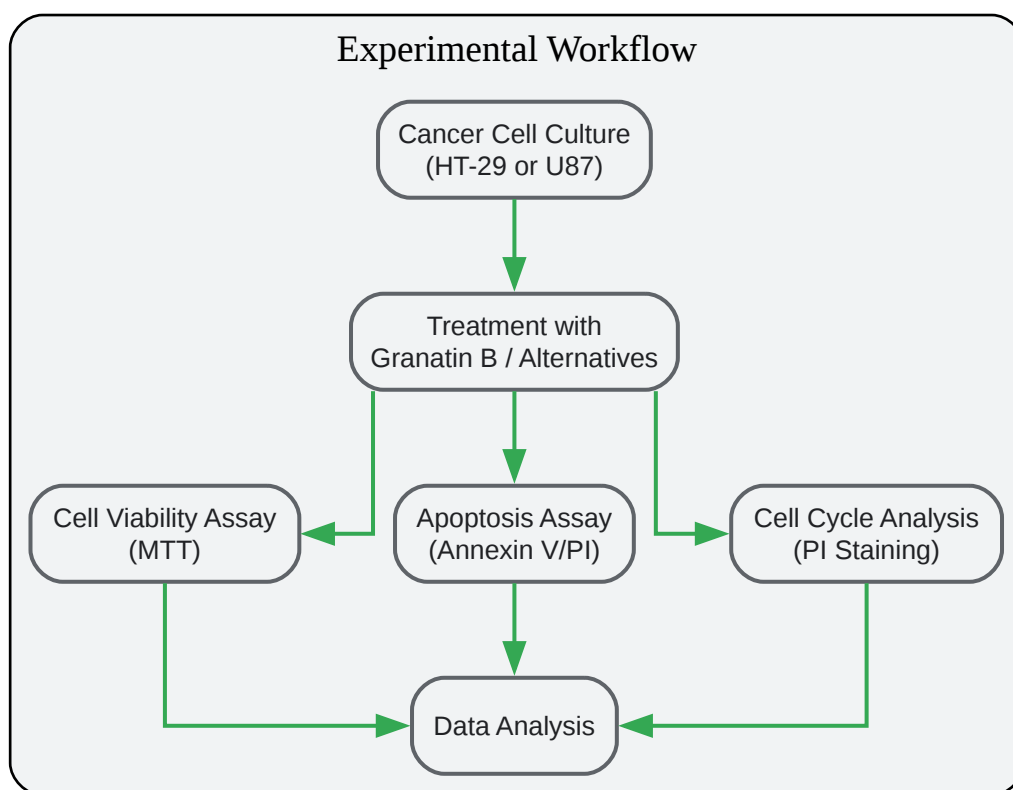 Experimental Workflow
Cancer Cell Culture
(HT-29 or U87)
Treatment with
Granatin B / Alternatives
Cell Viability Assay
(MTT)
Apoptosis Assay
(Annexin V/PI)
Cell Cycle Analysis
(PI Staining)
Data Analysis